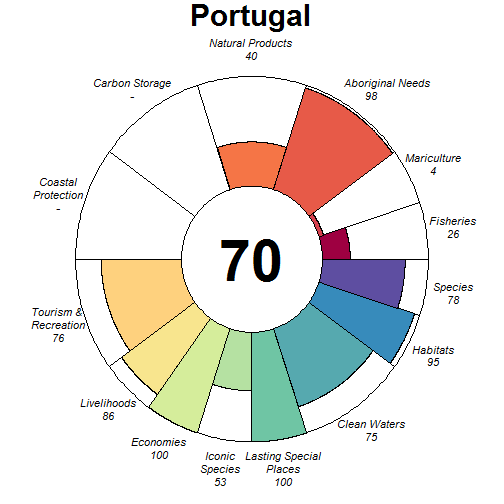 Portugal
Natural Products
40
Carbon Storage
-
Aboriginal Needs
98
Mariculture
4
Coastal
Protection
-
Fisheries
26
70
Species
78
Tourism &
Recreation
76
Habitats
95
Livelihoods
86
Clean Waters
75
Economies
100
Iconic
Species
53
Lasting Special
Places
100